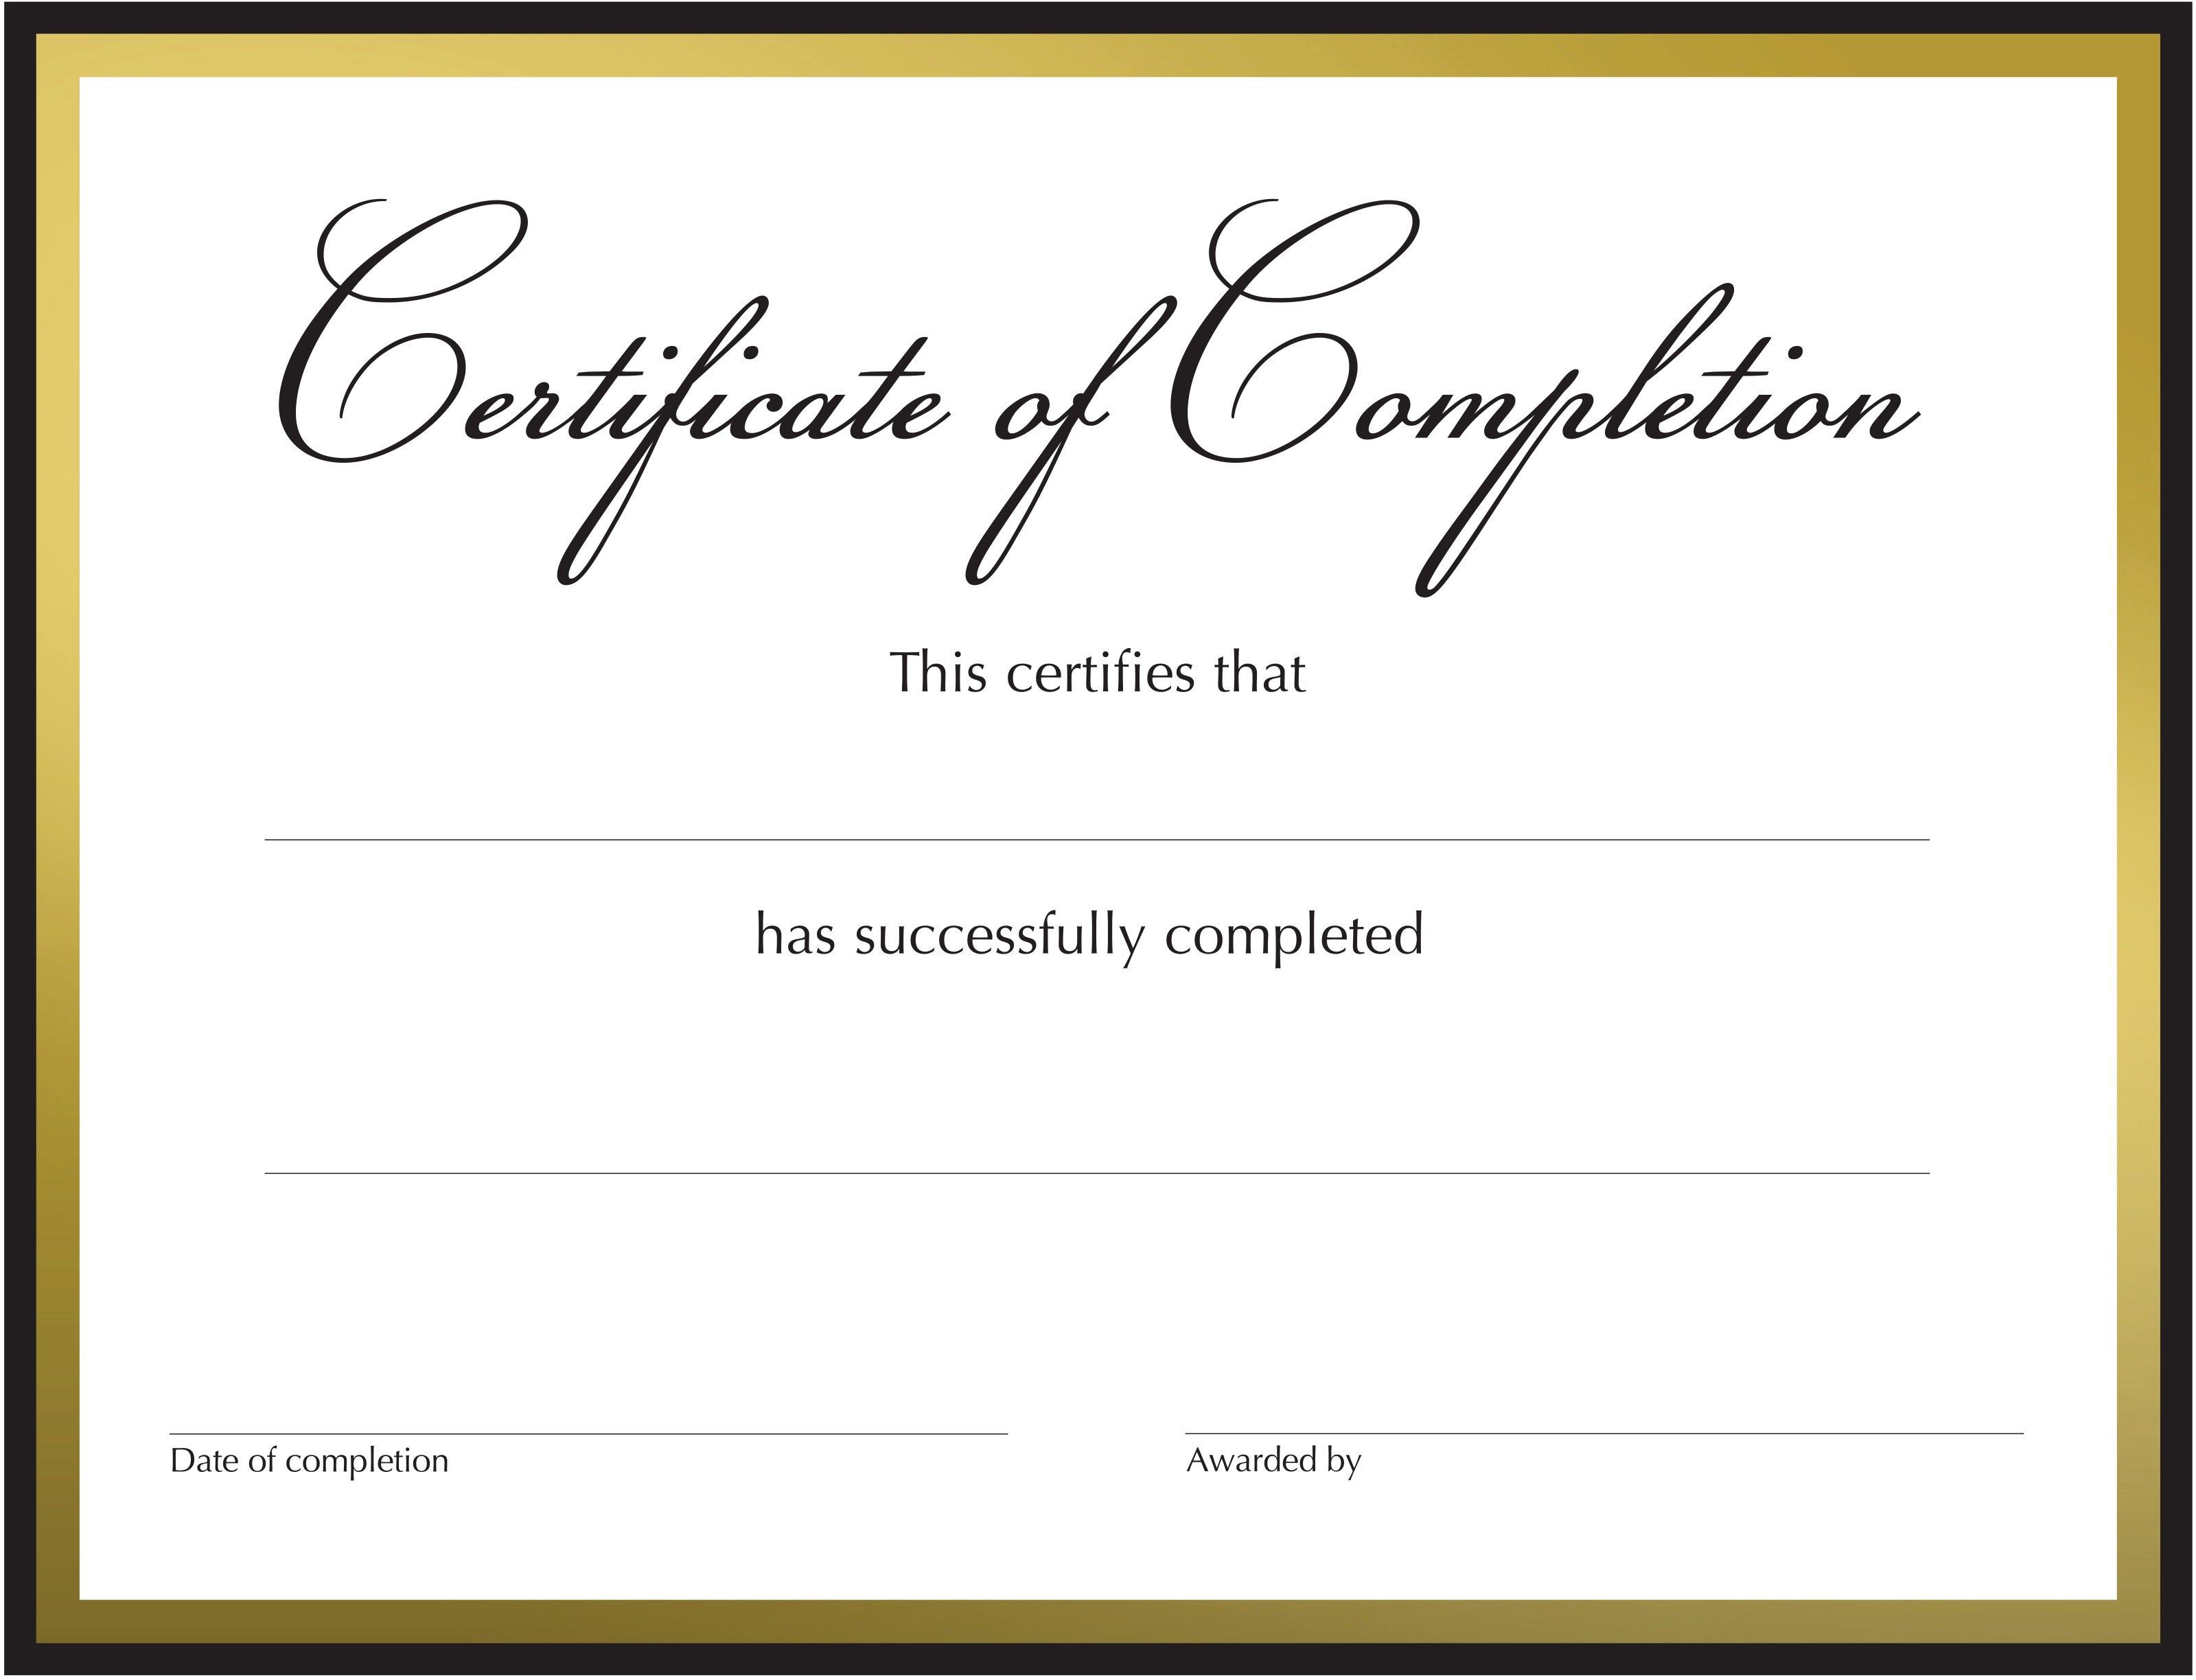 Certificate of Completion
This certifies that
has successfully completed
Date of completion
Awarded by